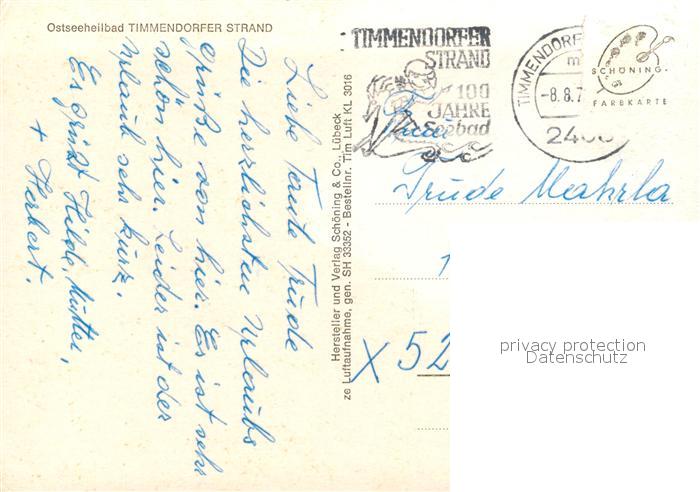 Ostseeheilbad TIMMENDORFER STRAND
Liebe Tante Trude
Die herzlichsten Urlaubs
grüße von hier. Es ist sehr
schön hier. Leider ist der
Urlaub sehr kurz.
Es grüßt Hilde, Mutter,
+ Herbert.
Hersteller und Verlag Schöning & Co., Lübeck
ze Luftaufnahme, gen. SH 33352 - Bestellnr. Tim Luft KL 3016
TIMMENDORFER
STRAND
100
JAHRE
Seebad
TIMMENDORF
-8.8.7
24
SCHÖNING
FARBKARTE
Trude Makrla
X 52
privacy protection
Datenschutz